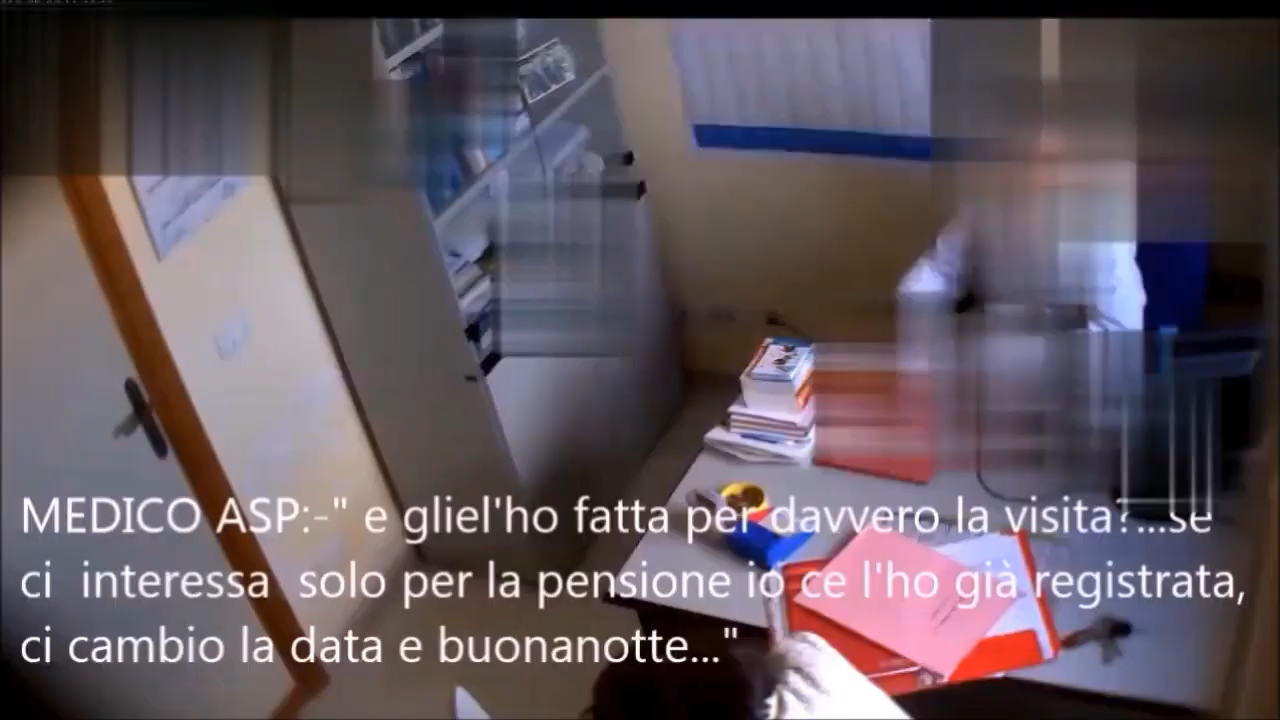 MEDICO ASP:-" e gliel'ho fatta per davvero la visita?...se
ci interessa solo per la pensione io ce l'ho già registrata,
ci cambio la data e buonanotte..."